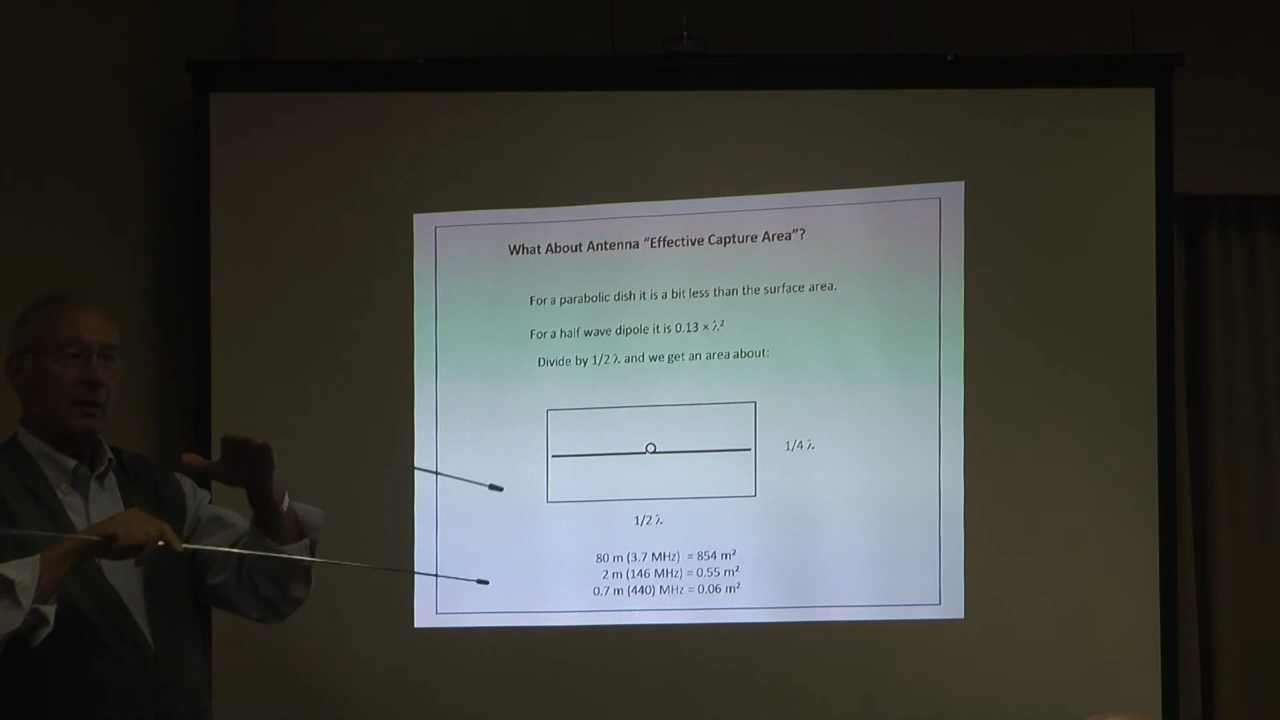 What About Antenna “Effective Capture Area”?
For a parabolic dish it is a bit less than the surface area.
For a half wave dipole it is 0.13 × λ²
Divide by 1/2 λ and we get an area about:
1/4 λ
1/2 λ
80 m (3.7 MHz) = 854 m²
2 m (146 MHz) = 0.55 m²
0.7 m (440) MHz = 0.06 m²